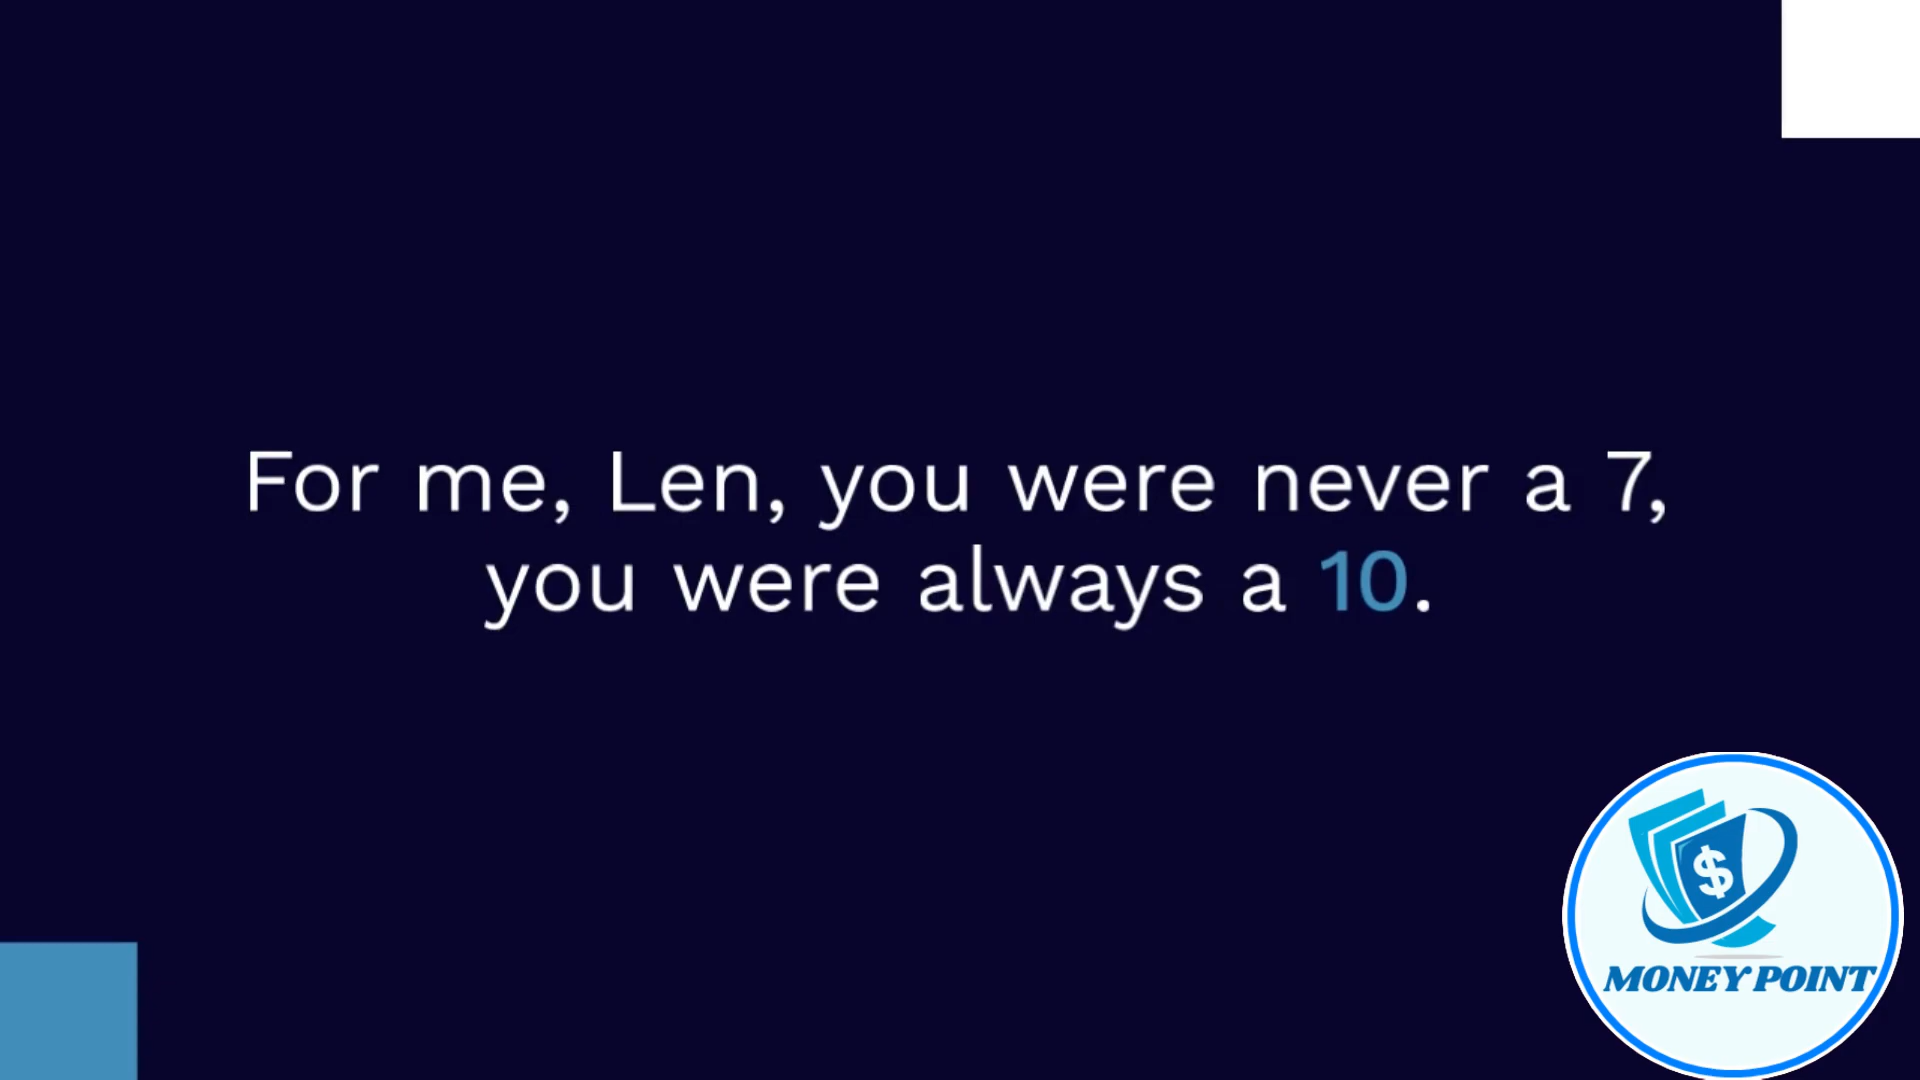 For me, Len, you were never a 7,
you were always a 10.
$
MONEY POINT